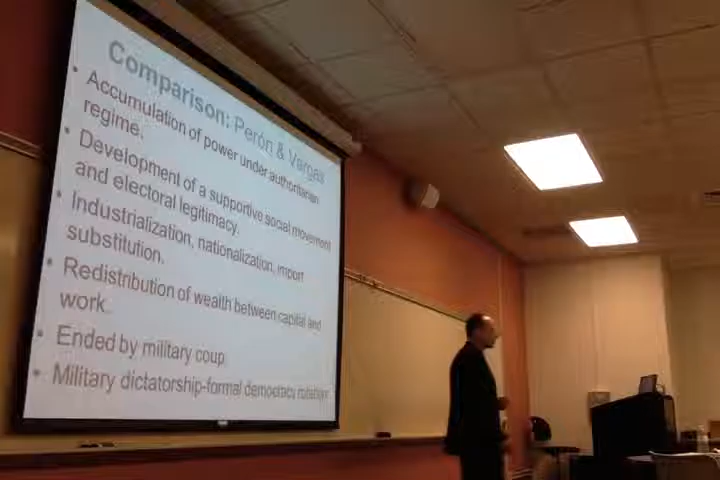 Comparison: Perón & Vargas
• Accumulation of power under authoritarian
regime.
• Development of a supportive social movement
and electoral legitimacy.
• Industrialization, nationalization, import
substitution.
• Redistribution of wealth between capital and
work.
• Ended by military coup
• Military dictatorship-formal democracy rotation